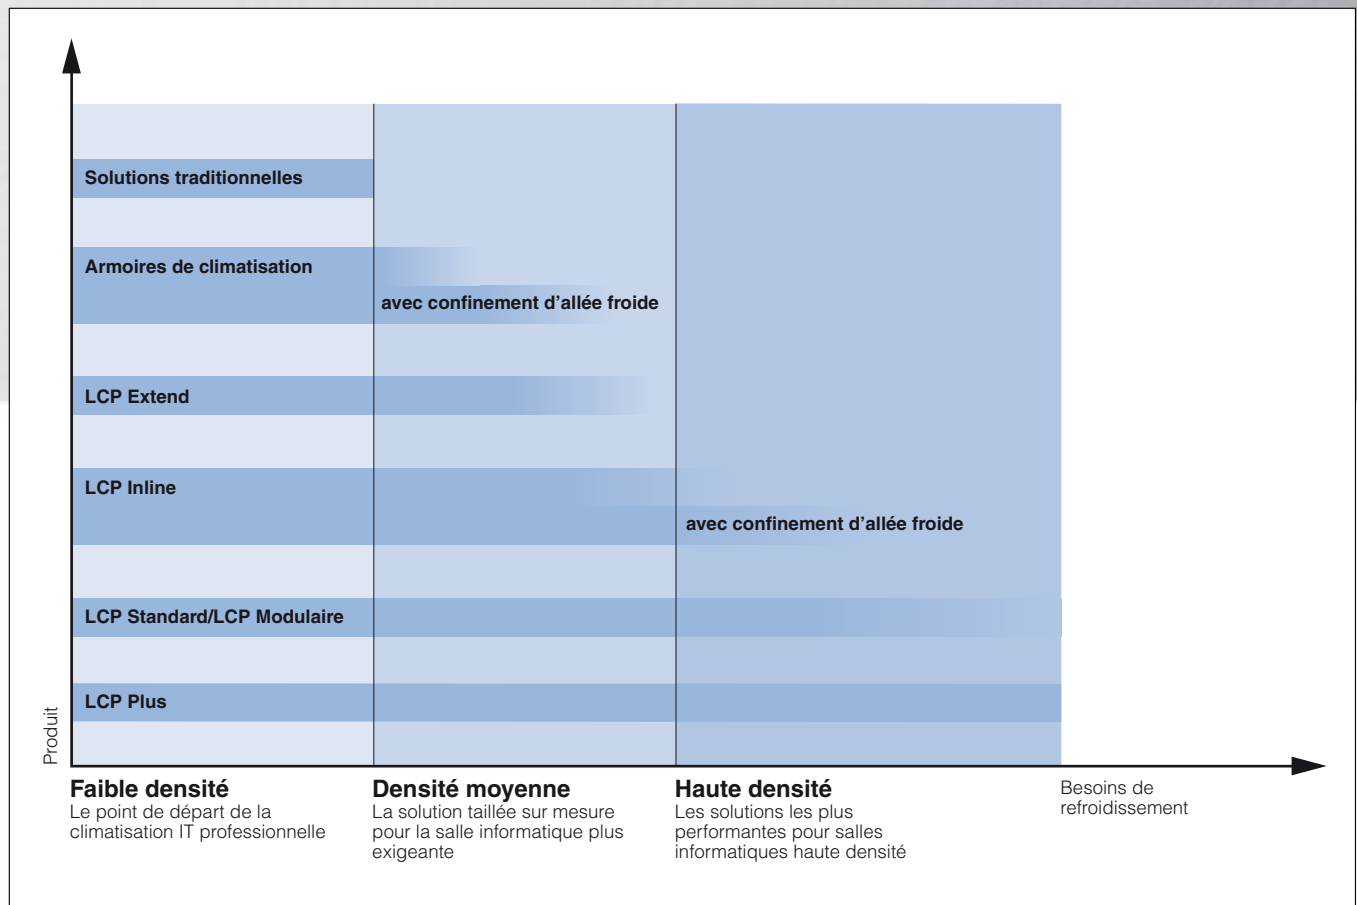 Solutions traditionnelles
Armoires de climatisation
avec confinement d’allée froide
LCP Extend
LCP Inline
avec confinement d’allée froide
LCP Standard/LCP Modulaire
LCP Plus
Produit
Faible densité
Le point de départ de la
climatisation IT professionnelle
Densité moyenne
La solution taillée sur mesure
pour la salle informatique plus
exigeante
Haute densité
Les solutions les plus
performantes pour salles
informatiques haute densité
Besoins de
refroidissement